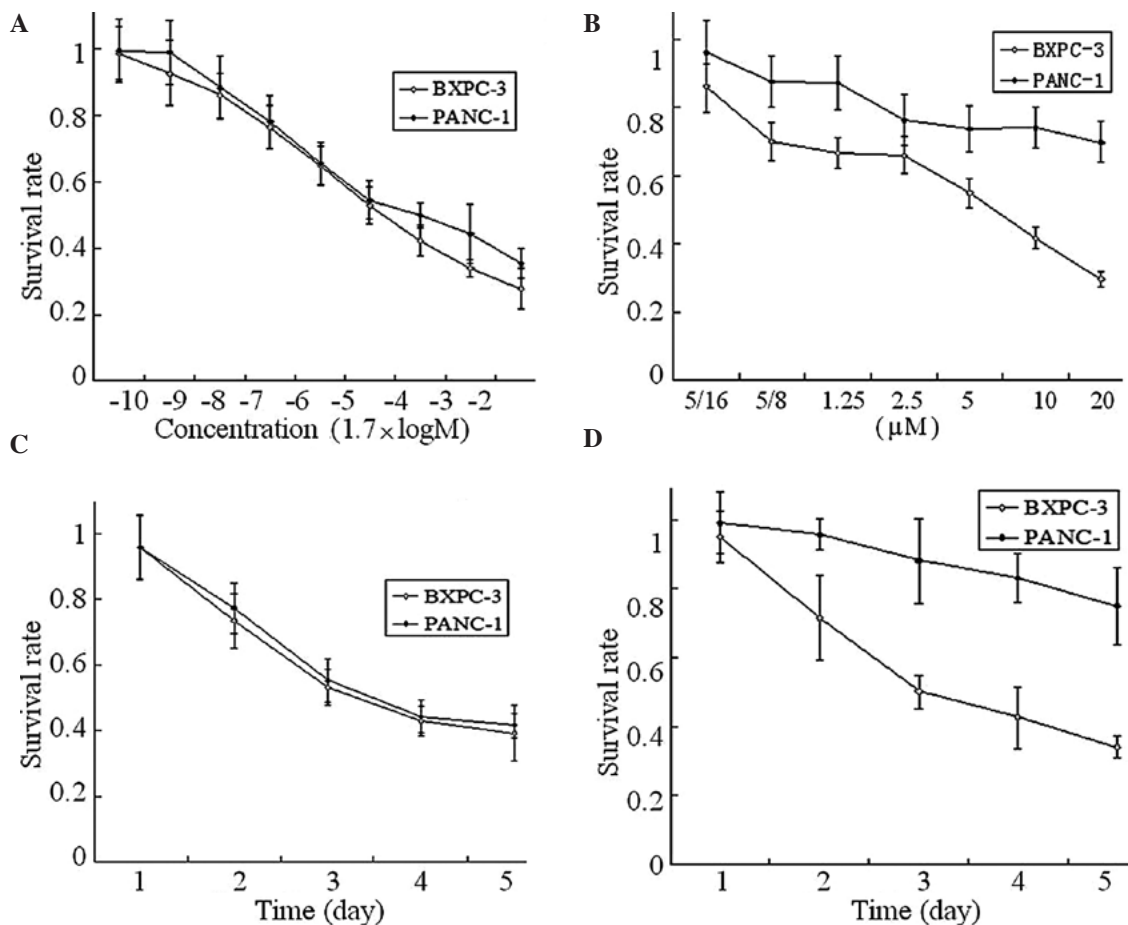 A
1
0.8
0.6
0.4
0.2
0
Survival rate
BXPC-3
PANC-1
-10 -9 -8 -7 -6 -5 -4 -3 -2
Concentration (1.7×logM)
B
1
0.8
0.6
0.4
0.2
0
Survival rate
BXPC-3
PANC-1
5/16 5/8 1.25 2.5 5 10 20
(µM)
C
1
0.8
0.6
0.4
0.2
0
Survival rate
BXPC-3
PANC-1
1 2 3 4 5
Time (day)
D
1
0.8
0.6
0.4
0.2
0
Survival rate
BXPC-3
PANC-1
1 2 3 4 5
Time (day)